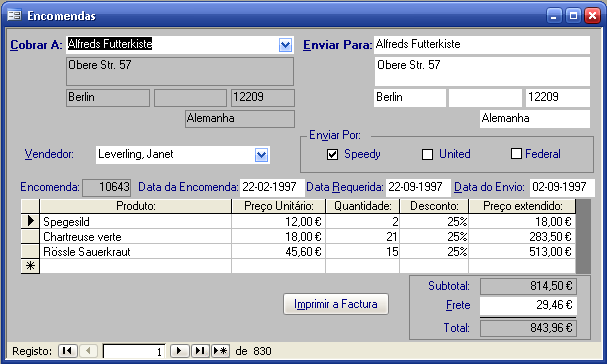 Encomendas
Cobrar A: Alfreds Futterkiste Enviar Para: Alfreds Futterkiste
Obere Str. 57 Obere Str. 57
Berlin 12209 Berlin 12209
Alemanha Alemanha
Enviar Por:
Vendedor: Leverling, Janet Speedy United Federal
Encomenda: 10643 Data da Encomenda: 22-02-1997 Data Requerida: 22-09-1997 Data do Envio: 02-09-1997
Produto: Preço Unitário: Quantidade: Desconto: Preço extendido:
Spegesild 12,00 € 2 25% 18,00 €
Chartreuse verte 18,00 € 21 25% 283,50 €
Rössle Sauerkraut 45,60 € 15 25% 513,00 €
Subtotal: 814,50 €
Imprimir a Factura Frete 29,46 €
Total: 843,96 €
Registo: 1 de 830